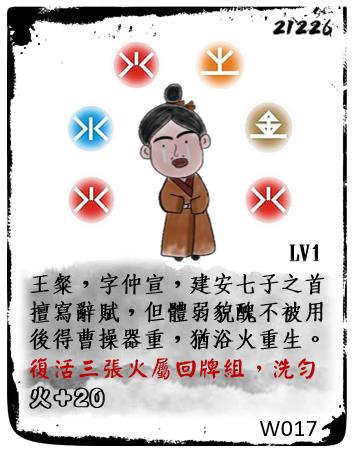 21226
火 土
水 金
火 火
LV1
王粲，字仲宣，建安七子之首
擅寫辭賦，但體弱貌醜不被用
後得曹操器重，猶浴火重生。
復活三張火屬回牌組，洗勻
火+20
W017